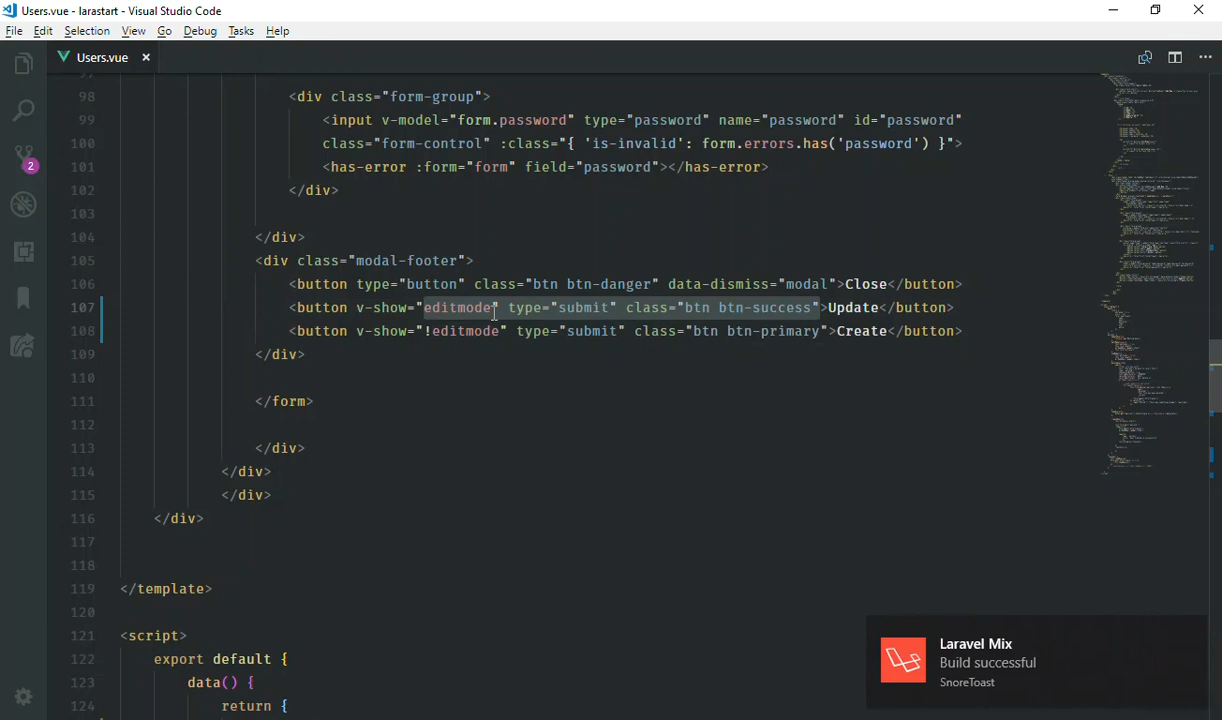 Users.vue - larastart - Visual Studio Code
File Edit Selection View Go Debug Tasks Help
Users.vue
2
98 <div class="form-group">
99 <input v-model="form.password" type="password" name="password" id="password"
100 class="form-control" :class="{ 'is-invalid': form.errors.has('password') }">
101 <has-error :form="form" field="password"></has-error>
102 </div>
103
104 </div>
105 <div class="modal-footer">
106 <button type="button" class="btn btn-danger" data-dismiss="modal">Close</button>
107 <button v-show="editmode" type="submit" class="btn btn-success">Update</button>
108 <button v-show="!editmode" type="submit" class="btn btn-primary">Create</button>
109 </div>
110
111 </form>
112
113 </div>
114 </div>
115 </div>
116 </div>
117
118
119 </template>
120
121 <script>
122 export default {
123 data() {
124 return {
Laravel Mix
Build successful
SnoreToast